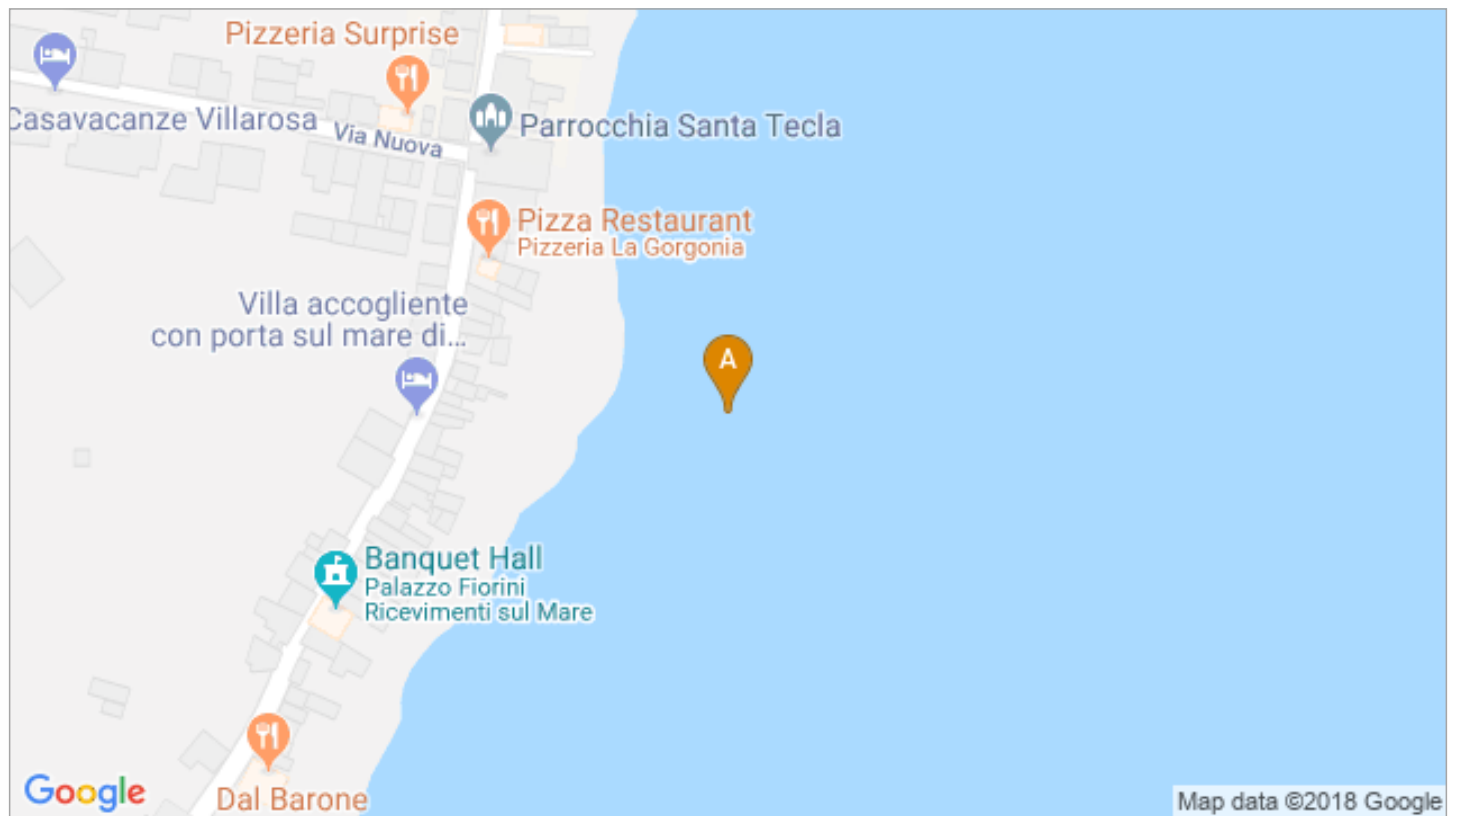 Pizzeria Surprise
Casavacanze Villarosa
Via Nuova
Parrocchia Santa Tecla
Pizza Restaurant
Pizzeria La Gorgonia
Villa accogliente
con porta sul mare di...
A
Banquet Hall
Palazzo Fiorini
Ricevimenti sul Mare
Dal Barone
Google
Map data ©2018 Google